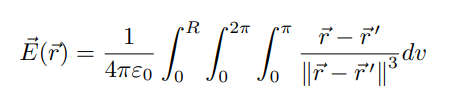 $$\vec{E}(\vec{r}) = \frac{1}{4\pi\varepsilon_0} \int_0^R \int_0^{2\pi} \int_0^{\pi} \frac{\vec{r} - \vec{r}\,'}{\|\vec{r} - \vec{r}\,'\|^3} dv$$